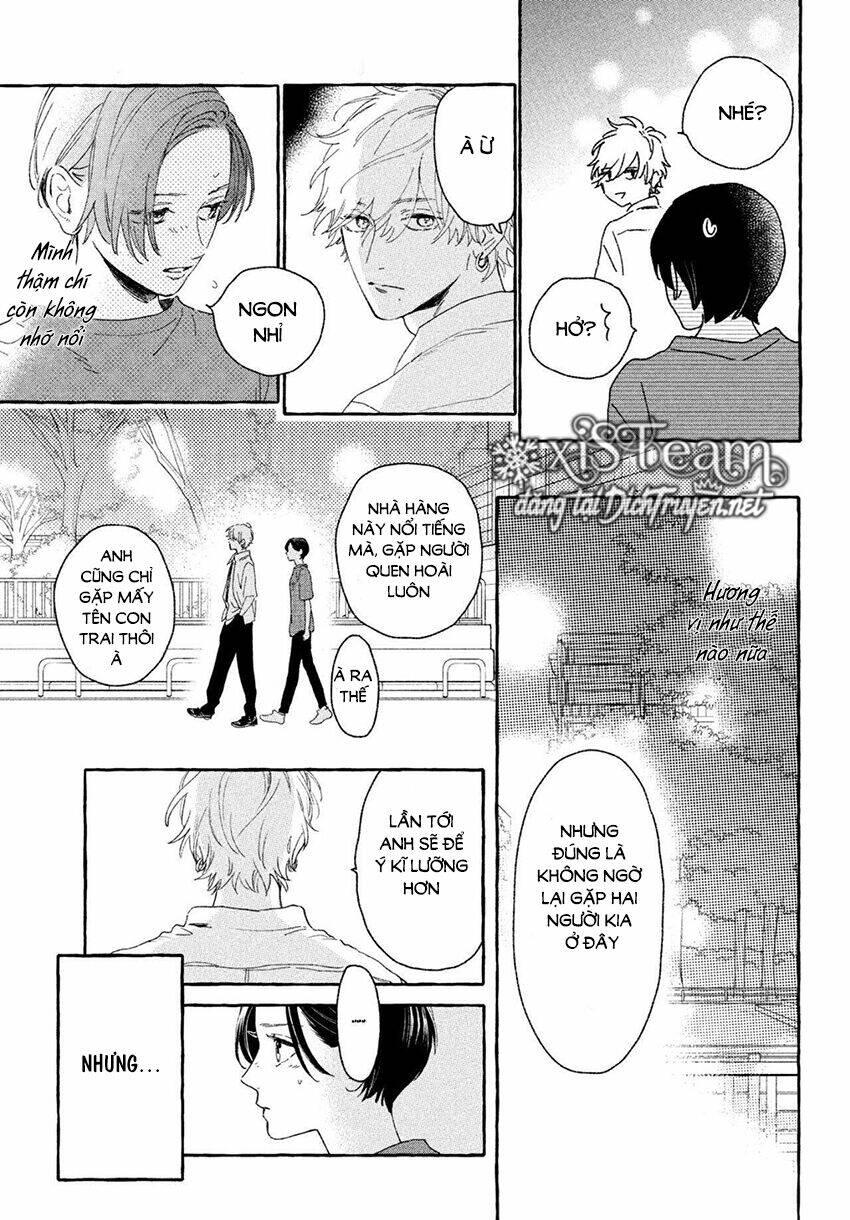 NHÉ?
HỞ?
À Ừ
NGON
NHỈ
Mình
thậm chí
còn không
nhớ nổi
Hương
vị như thế
nào nữa
xiSTeam
đăng tại DichTruyen.net
NHƯNG
ĐÚNG LÀ
KHÔNG NGỜ
LẠI GẶP HAI
NGƯỜI KIA
Ở ĐÂY
NHÀ HÀNG
NÀY NỔI TIẾNG
MÀ, GẶP NGƯỜI
QUEN HOÀI
LUÔN
À RA
THẾ
ANH
CŨNG CHỈ
GẶP MẤY
TÊN CON
TRAI THÔI
À
LẦN TỚI
ANH SẼ ĐỂ
Ý KĨ LƯỠNG
HƠN
......
NHƯNG...